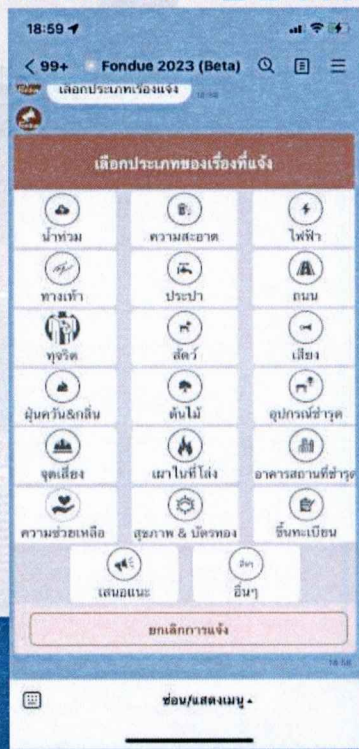 18:59
99+ Fondue 2023 (Beta)
เลือกประเภทเรื่องแจ้ง
เลือกประเภทของเรื่องที่แจ้ง
น้ำท่วม ความสะอาด ไฟฟ้า
ทางเท้า ประปา ถนน
ทุจริต สัตว์ เสียง
ฝุ่นควัน&กลิ่น ต้นไม้ อุปกรณ์ชำรุด
จุดเสี่ยง เผาในที่โล่ง อาคารสถานที่ชำรุด
ความช่วยเหลือ สุขภาพ & บัตรทอง ขึ้นทะเบียน
เสนอแนะ อื่นๆ
ยกเลิกการแจ้ง
18:58
ซ่อน/แสดงเมนู